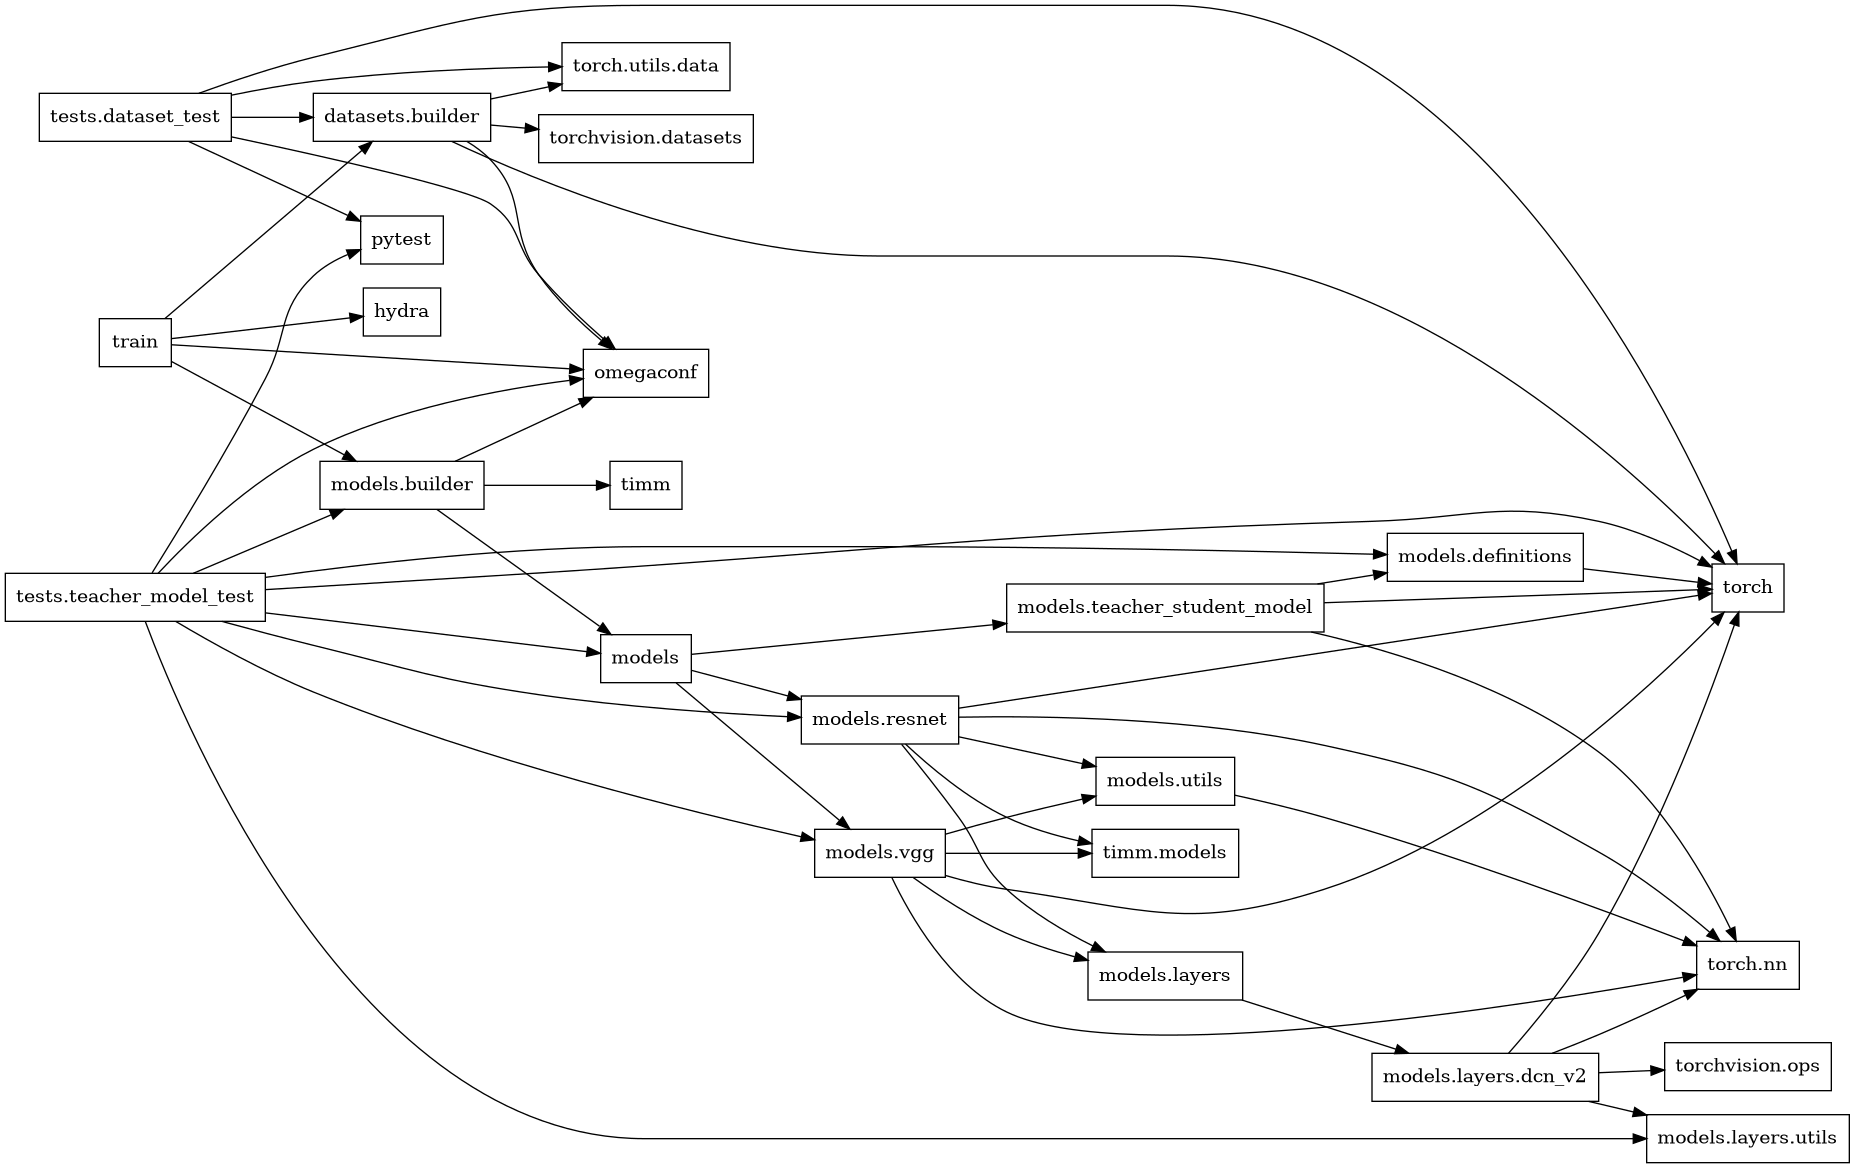 torch.utils.data
tests.dataset_test
datasets.builder
torchvision.datasets
pytest
hydra
train
omegaconf
models.builder
timm
models.definitions
torch
tests.teacher_model_test
models.teacher_student_model
models
models.resnet
models.utils
models.vgg
timm.models
torch.nn
models.layers
torchvision.ops
models.layers.dcn_v2
models.layers.utils